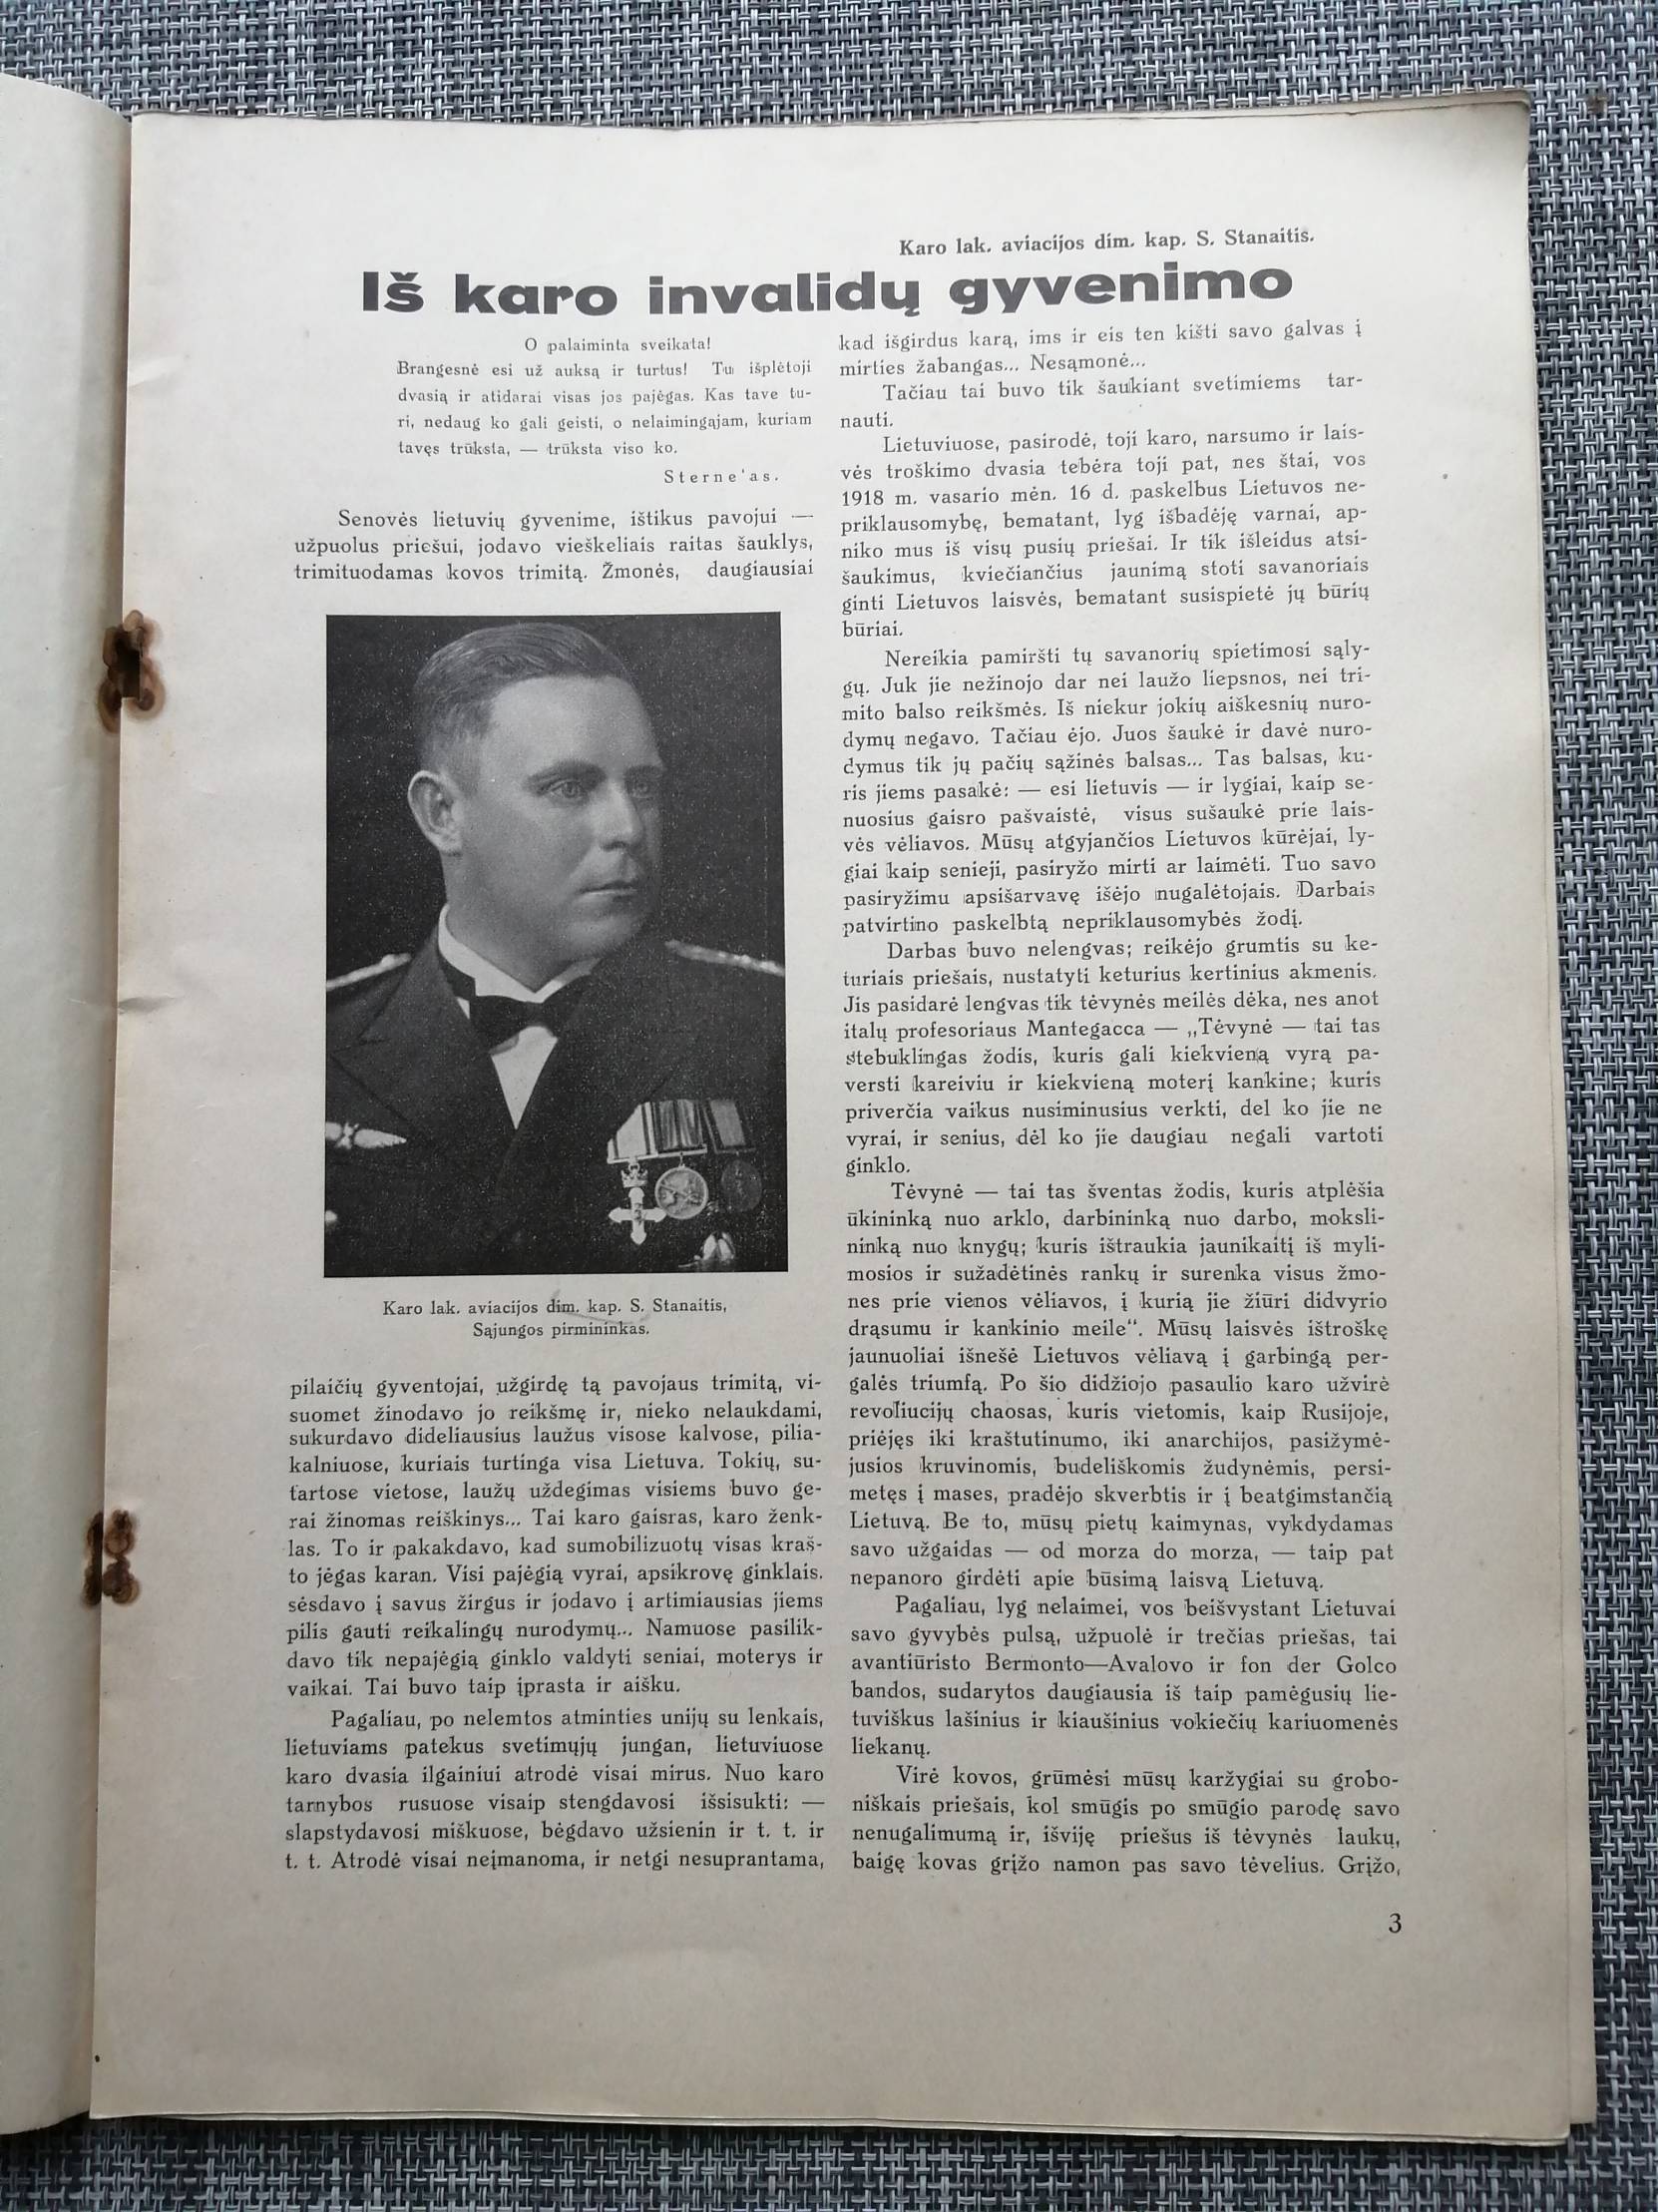 Karo lak. aviacijos dim. kap. S. Stanaitis.
Iš karo invalidų gyvenimo
O palaiminta sveikata!
Brangesnė esi už auksą ir turtus! Tu išplėtoji
dvasią ir atidarai visas jos pajėgas. Kas tave tu-
ri, nedaug ko gali geisti, o nelaimingajam, kuriam
tavęs trūksta, — trūksta viso ko.
Sterne'as.
Senovės lietuvių gyvenime, ištikus pavojui —
užpuolus priešui, jodavo vieškeliais raitas šauklys,
trimituodamas kovos trimitą. Žmonės, daugiausiai
Karo lak. aviacijos dim. kap. S. Stanaitis,
Sąjungos pirmininkas.
pilaičių gyventojai, užgirdę tą pavojaus trimitą, vi-
suomet žinodavo jo reikšmę ir, nieko nelaukdami,
sukurdavo dideliausius laužus visose kalvose, pilia-
kalniuose, kuriais turtinga visa Lietuva. Tokių, su-
tartose vietose, laužų uždegimas visiems buvo ge-
rai žinomas reiškinys... Tai karo gaisras, karo ženk-
las. To ir pakakdavo, kad sumobilizuotų visas kraš-
to jėgas karan. Visi pajėgią vyrai, apsikrovę ginklais.
sėsdavo į savus žirgus ir jodavo į artimiausias jiems
pilis gauti reikalingų nurodymų... Namuose pasilik-
davo tik nepajėgią ginklo valdyti seniai, moterys ir
vaikai. Tai buvo taip įprasta ir aišku.
Pagaliau, po nelemtos atminties unijų su lenkais,
lietuviams patekus svetimųjų jungan, lietuviuose
karo dvasia ilgainiui atrodė visai mirus. Nuo karo
tarnybos rusuose visaip stengdavosi išsisukti: —
slapstydavosi miškuose, bėgdavo užsienin ir t. t. ir
t. t. Atrodė visai neįmanoma, ir netgi nesuprantama,
kad išgirdus karą, ims ir eis ten kišti savo galvas į
mirties žabangas... Nesąmonė...
Tačiau tai buvo tik šaukiant svetimiems tar-
nauti.
Lietuviuose, pasirodė, toji karo, narsumo ir lais-
vės troškimo dvasia tebėra toji pat, nes štai, vos
1918 m. vasario mėn. 16 d. paskelbus Lietuvos ne-
priklausomybę, bematant, lyg išbadėję varnai, ap-
niko mus iš visų pusių priešai. Ir tik išleidus atsi-
šaukimus, kviečiančius jaunimą stoti savanoriais
ginti Lietuvos laisvės, bematant susispietė jų būrių
būriai.
Nereikia pamiršti tų savanorių spietimosi sąly-
gų. Juk jie nežinojo dar nei laužo liepsnos, nei tri-
mito balso reikšmės. Iš niekur jokių aiškesnių nuro-
dymų negavo. Tačiau ėjo. Juos šaukė ir davė nuro-
dymus tik jų pačių sąžinės balsas... Tas balsas, ku-
ris jiems pasakė: — esi lietuvis — ir lygiai, kaip se-
nuosius gaisro pašvaistė, visus sušaukė prie lais-
vės vėliavos. Mūsų atgyjančios Lietuvos kūrėjai, ly-
giai kaip senieji, pasiryžo mirti ar laimėti. Tuo savo
pasiryžimu apsišarvavę išėjo nugalėtojais. Darbais
patvirtino paskelbtą nepriklausomybės žodį.
Darbas buvo nelengvas; reikėjo grumtis su ke-
turiais priešais, nustatyti keturius kertinius akmenis.
Jis pasidarė lengvas tik tėvynės meilės dėka, nes anot
italų profesoriaus Mantegacca — „Tėvynė — tai tas
stebuklingas žodis, kuris gali kiekvieną vyrą pa-
versti kareiviu ir kiekvieną moterį kankine; kuris
priverčia vaikus nusiminusius verkti, del ko jie ne
vyrai, ir senius, dėl ko jie daugiau negali vartoti
ginklo.
Tėvynė — tai tas šventas žodis, kuris atplėšia
ūkininką nuo arklo, darbininką nuo darbo, moksli-
ninką nuo knygų; kuris ištraukia jaunikaitį iš myli-
mosios ir sužadėtinės rankų ir surenka visus žmo-
nes prie vienos vėliavos, į kurią jie žiūri didvyrio
drąsumu ir kankinio meile“. Mūsų laisvės ištroškę
jaunuoliai išnešė Lietuvos vėliavą į garbingą per-
galės triumfą. Po šio didžiojo pasaulio karo užvirė
revoliucijų chaosas, kuris vietomis, kaip Rusijoje,
priėjęs iki kraštutinumo, iki anarchijos, pasižymė-
jusios kruvinomis, budeliškomis žudynėmis, persi-
metęs į mases, pradėjo skverbtis ir į beatgimstančią
Lietuvą. Be to, mūsų pietų kaimynas, vykdydamas
savo užgaidas — od morza do morza, — taip pat
nepanoro girdėti apie būsimą laisvą Lietuvą.
Pagaliau, lyg nelaimei, vos beišvystant Lietuvai
savo gyvybės pulsą, užpuolė ir trečias priešas, tai
avantiūristo Bermonto—Avalovo ir fon der Golco
bandos, sudarytos daugiausia iš taip pamėgusių lie-
tuviškus lašinius ir kiaušinius vokiečių kariuomenės
liekanų.
Virė kovos, grūmėsi mūsų karžygiai su grobo-
niškais priešais, kol smūgis po smūgio parodę savo
nenugalimumą ir, išviję priešus iš tėvynės laukų,
baigę kovas grįžo namon pas savo tėvelius. Grįžo,
3